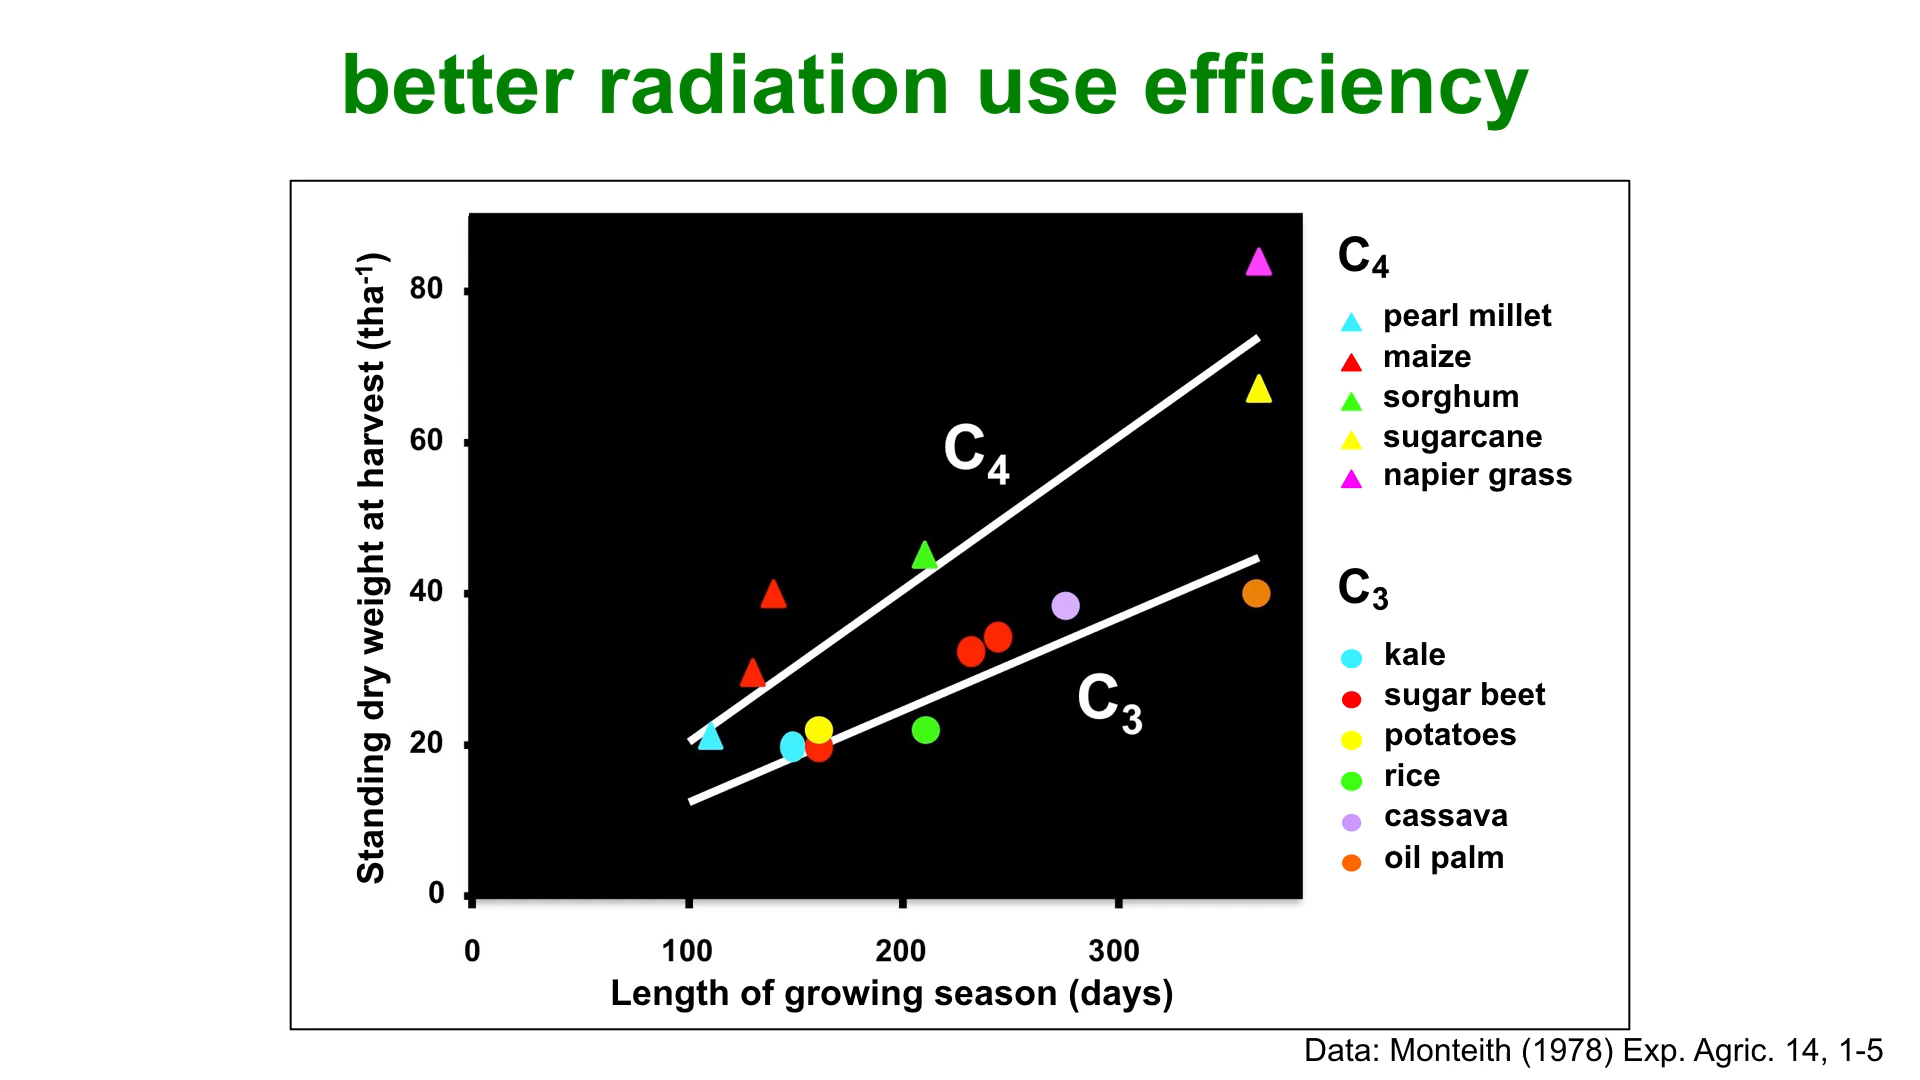 better radiation use efficiency
Standing dry weight at harvest (tha⁻¹)
80
60
40
20
0
0 100 200 300
Length of growing season (days)
C₄
C₃
C₄
pearl millet
maize
sorghum
sugarcane
napier grass
C₃
kale
sugar beet
potatoes
rice
cassava
oil palm
Data: Monteith (1978) Exp. Agric. 14, 1-5